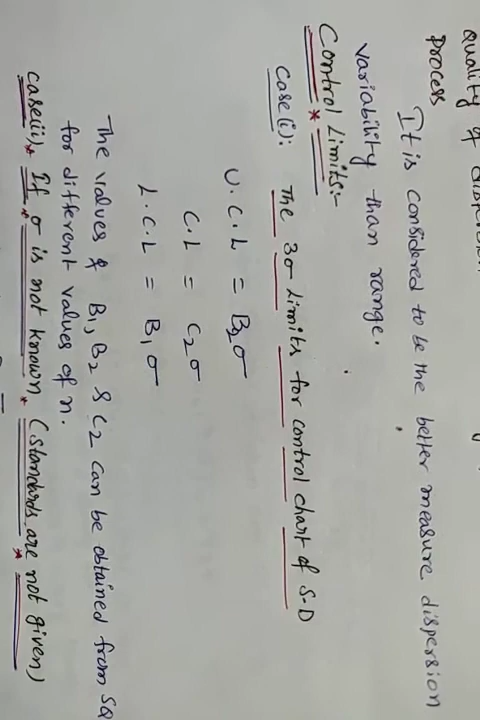 quality of
process
It is considered to be the better measure dispersion
variability than range.
Control Limits:-
Case(i): The 3σ Limits for control chart of S-D
U.C.L = B2σ
C.L = C2σ
L.C.L = B1σ
The values of B1, B2 & C2 can be obtained from SQ
for different values of n.
case(ii): If σ is not known (standards are not given)